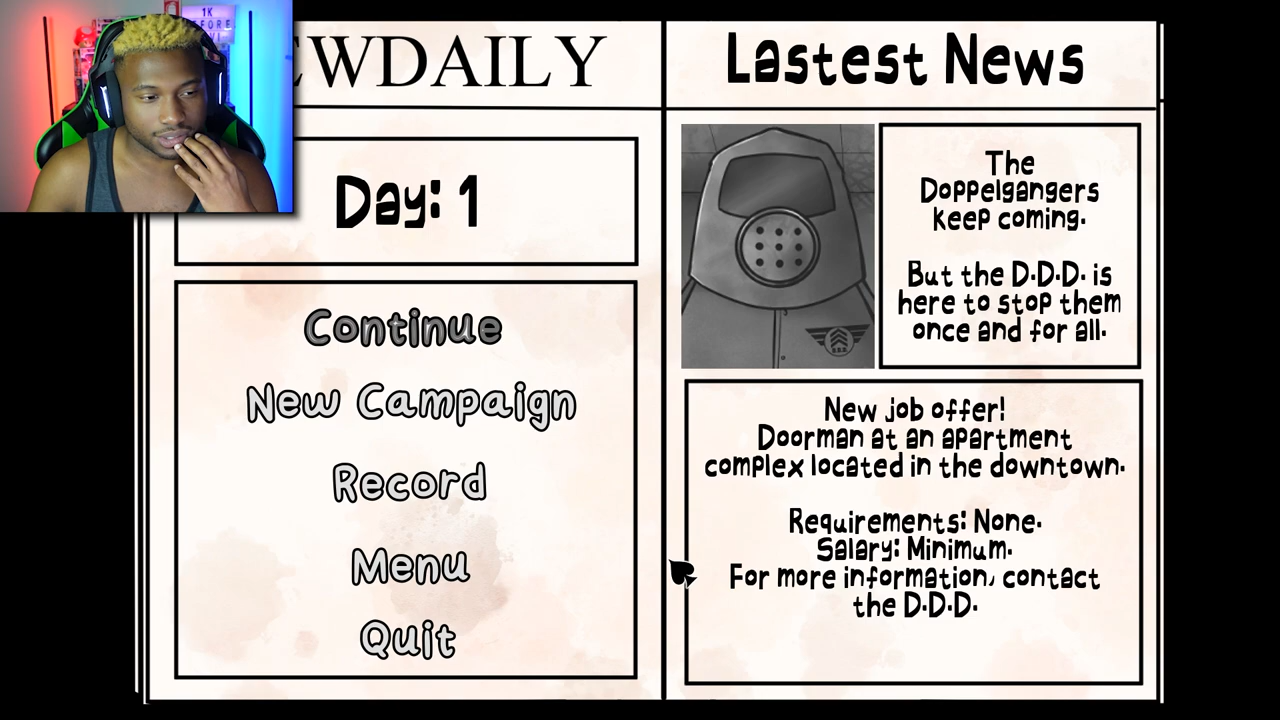 1K
EWDAILY
Lastest News
Day: 1
The
Doppelgangers
keep coming.
But the D.D.D. is
here to stop them
once and for all.
Continue
New Campaign
Record
Menu
Quit
New job offer!
Doorman at an apartment
complex located in the downtown.
Requirements: None.
Salary: Minimum.
For more information, contact
the D.D.D.